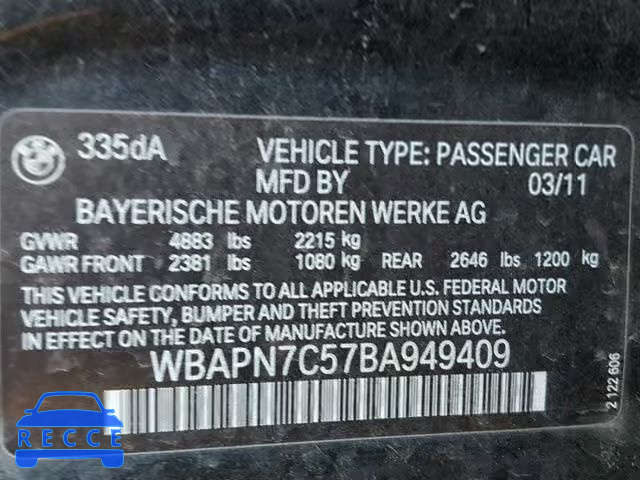 335dA VEHICLE TYPE: PASSENGER CAR
MFD BY 03/11
BAYERISCHE MOTOREN WERKE AG
GVWR 4883 lbs 2215 kg
GAWR FRONT 2381 lbs 1080 kg REAR 2646 lbs 1200 kg
THIS VEHICLE CONFORMS TO ALL APPLICABLE U.S. FEDERAL MOTOR
VEHICLE SAFETY, BUMPER AND THEFT PREVENTION STANDARDS
IN EFFECT ON THE DATE OF MANUFACTURE SHOWN ABOVE.
WBAPN7C57BA949409
2 122 606
RECCE